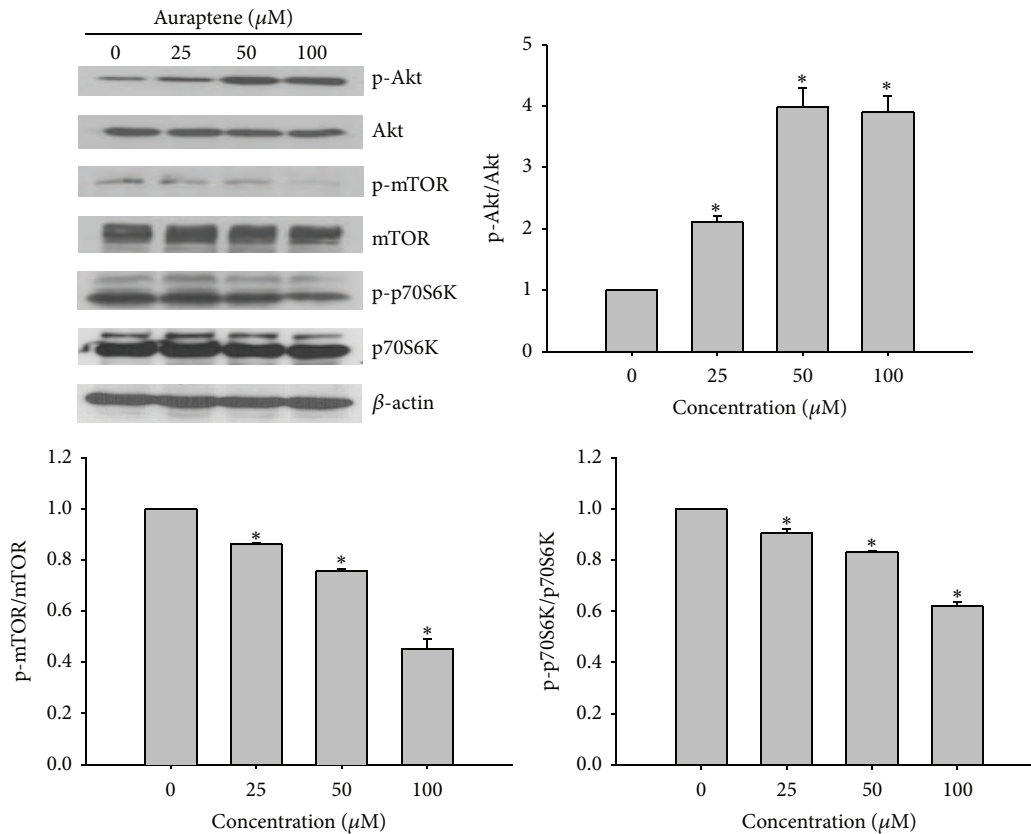 Auraptene (μM)
0 25 50 100
p-Akt
Akt
p-mTOR
mTOR
p-p70S6K
p70S6K
β-actin
p-Akt/Akt
5
4
3
2
1
0
* * *
0 25 50 100
Concentration (μM)
p-mTOR/mTOR
1.2
1.0
0.8
0.6
0.4
0.2
0.0
* * *
0 25 50 100
Concentration (μM)
p-p70S6K/p70S6K
1.2
1.0
0.8
0.6
0.4
0.2
0.0
* * *
0 25 50 100
Concentration (μM)